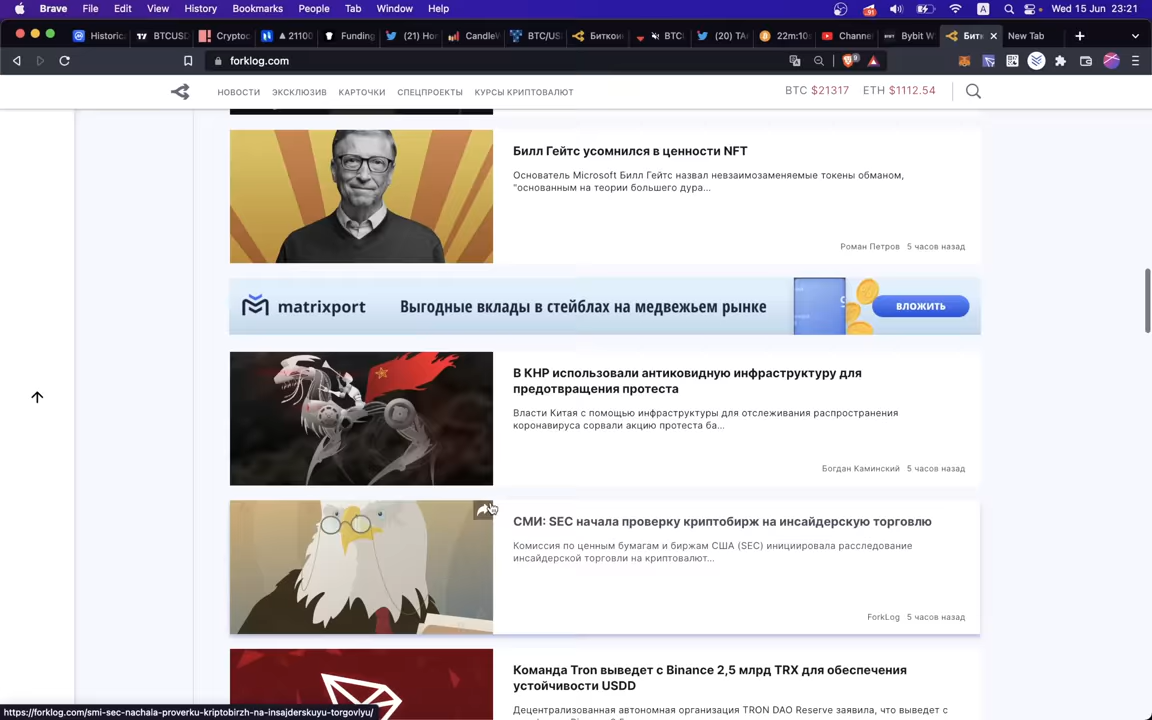 Brave File Edit View History Bookmarks People Tab Window Help
91 A Wed 15 Jun 23:21
Historic BTCUSD Crypto ▲ 21100 Funding (21) Ho CandleW BTC/US Биткои BTC (20) TA 22m:10 Channe Bybit W Битк New Tab
forklog.com
НОВОСТИ ЭКСКЛЮЗИВ КАРТОЧКИ СПЕЦПРОЕКТЫ КУРСЫ КРИПТОВАЛЮТ BTC $21317 ETH $1112.54
Билл Гейтс усомнился в ценности NFT
Основатель Microsoft Билл Гейтс назвал невзаимозаменяемые токены обманом,
"основанным на теории большего дура...
Роман Петров 5 часов назад
matrixport Выгодные вклады в стейблах на медвежьем рынке ВЛОЖИТЬ
В КНР использовали антиковидную инфраструктуру для
предотвращения протеста
Власти Китая с помощью инфраструктуры для отслеживания распространения
коронавируса сорвали акцию протеста ба...
Богдан Каминский 5 часов назад
СМИ: SEC начала проверку криптобирж на инсайдерскую торговлю
Комиссия по ценным бумагам и биржам США (SEC) инициировала расследование
инсайдерской торговли на криптовалют...
ForkLog 5 часов назад
Команда Tron выведет с Binance 2,5 млрд TRX для обеспечения
устойчивости USDD
Децентрализованная автономная организация TRON DAO Reserve заявила, что выведет с
https://forklog.com/smi-sec-nachala-proverku-kriptobirzh-na-insajderskuyu-torgovlyu/